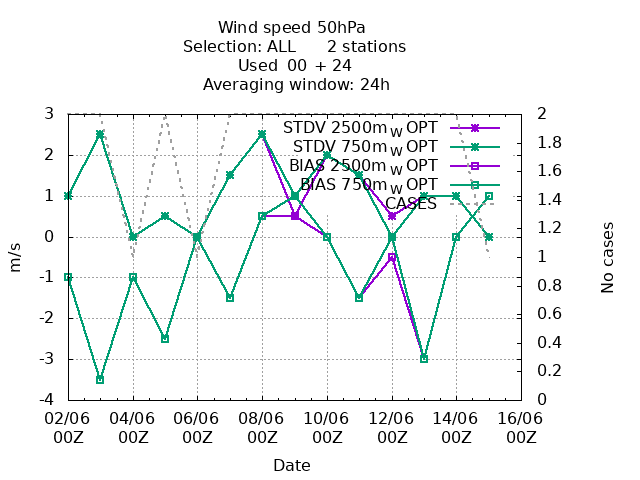 Wind speed 50hPa
Selection: ALL 2 stations
Used 00 + 24
Averaging window: 24h
3
2
1
0
-1
-2
-3
-4
m/s
2
1.8
1.6
1.4
1.2
1
0.8
0.6
0.4
0.2
0
No cases
STDV 2500m W OPT
STDV 750m W OPT
BIAS 2500m W OPT
BIAS 750m W OPT
CASES
02/06 04/06 06/06 08/06 10/06 12/06 14/06 16/06
00Z 00Z 00Z 00Z 00Z 00Z 00Z 00Z
Date